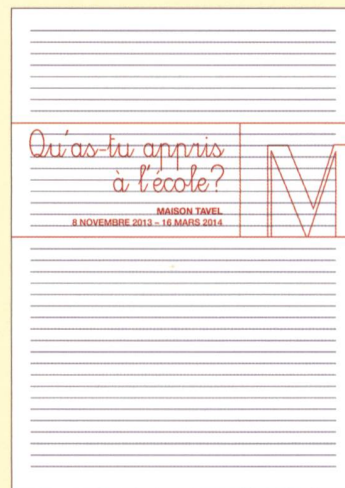 Qu'as-tu appris
à l'école?
MAISON TAVEL
8 NOVEMBRE 2013 – 16 MARS 2014
M